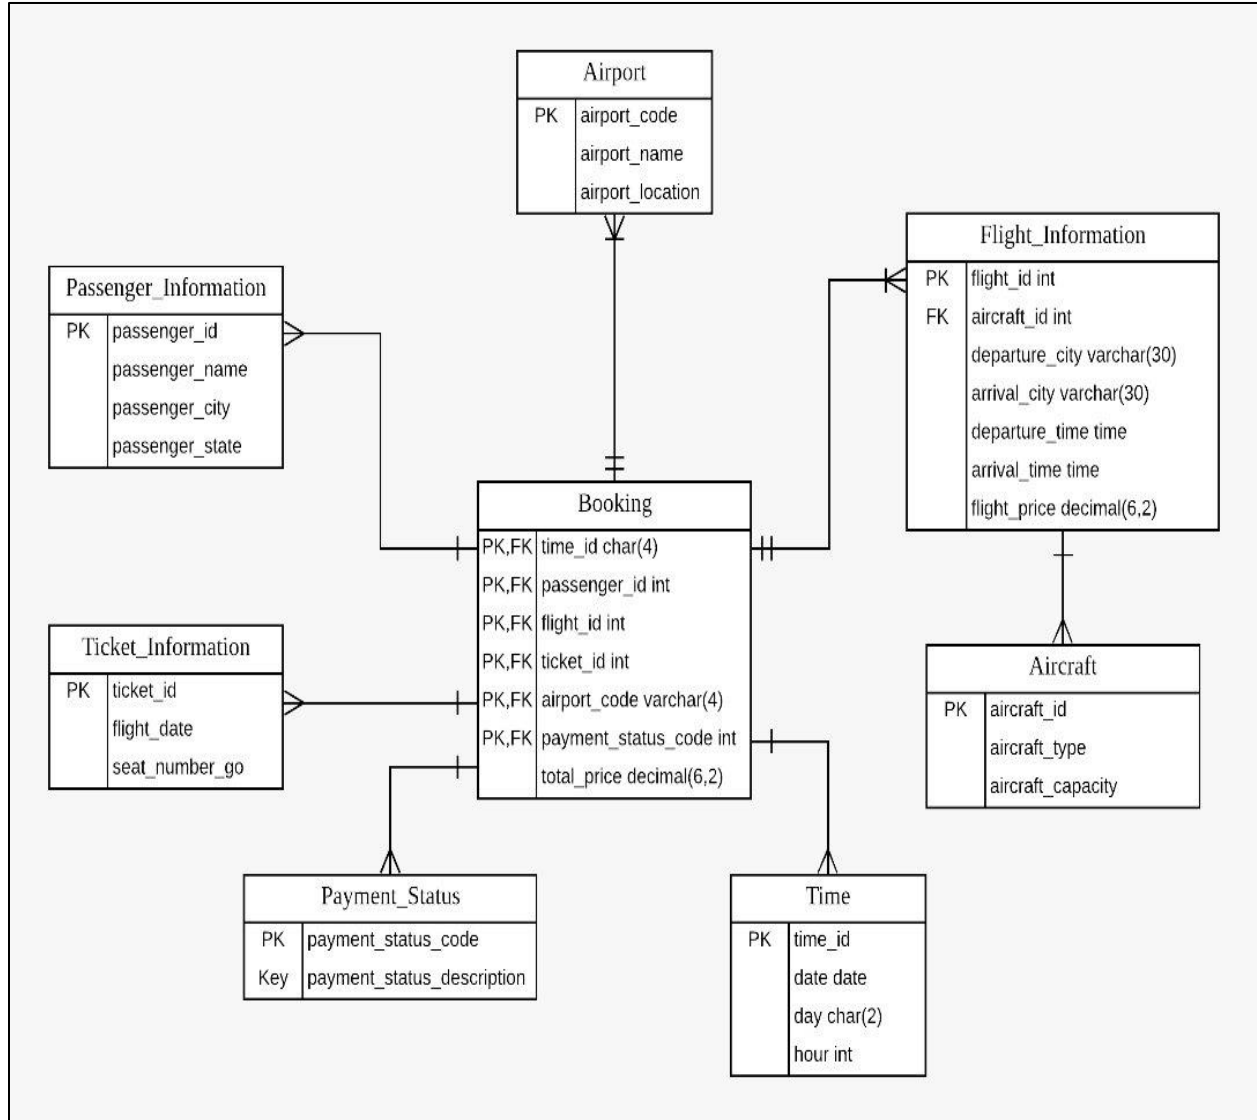 Airport
PK airport_code
airport_name
airport_location
Flight_Information
PK flight_id int
FK aircraft_id int
departure_city varchar(30)
arrival_city varchar(30)
departure_time time
arrival_time time
flight_price decimal(6,2)
Passenger_Information
PK passenger_id
passenger_name
passenger_city
passenger_state
Booking
PK,FK time_id char(4)
PK,FK passenger_id int
PK,FK flight_id int
PK,FK ticket_id int
PK,FK airport_code varchar(4)
PK,FK payment_status_code int
total_price decimal(6,2)
Ticket_Information
PK ticket_id
flight_date
seat_number_go
Aircraft
PK aircraft_id
aircraft_type
aircraft_capacity
Payment_Status
PK payment_status_code
Key payment_status_description
Time
PK time_id
date date
day char(2)
hour int